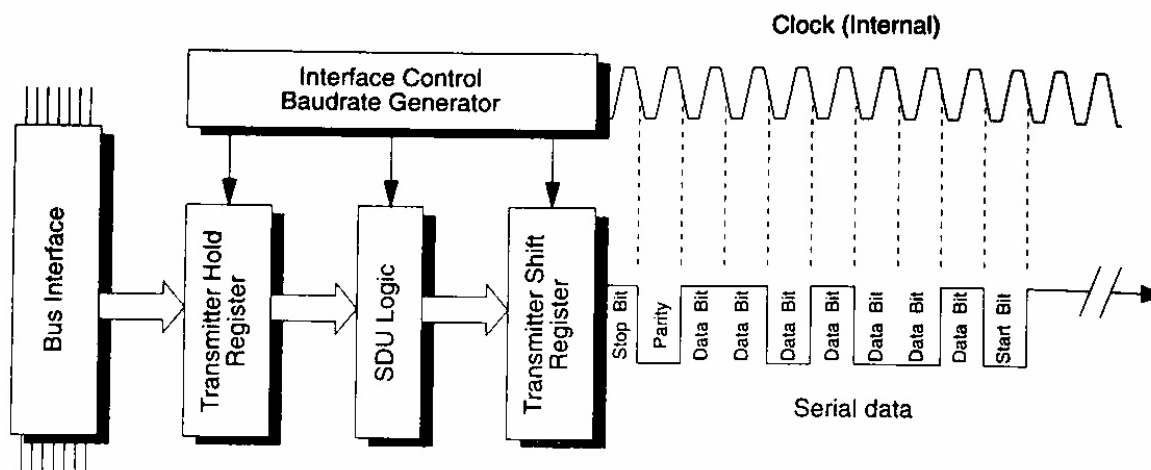 Clock (Internal)
Interface Control
Baudrate Generator
Bus Interface
Transmitter Hold
Register
SDU Logic
Transmitter Shift
Register
Stop Bit
Parity
Data Bit
Data Bit
Data Bit
Data Bit
Data Bit
Data Bit
Data Bit
Start Bit
Serial data